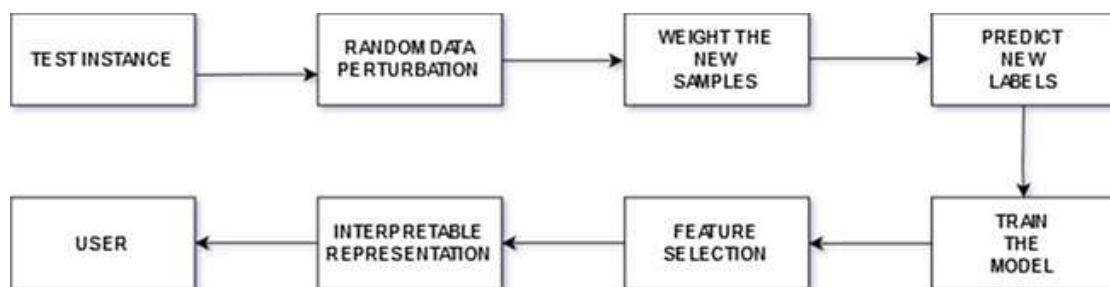 TEST INSTANCE
RANDOM DATA
PERTURBATION
WEIGHT THE
NEW
SAMPLES
PREDICT
NEW
LABELS
USER
INTERPRETABLE
REPRESENTATION
FEATURE
SELECTION
TRAIN
THE
MODEL